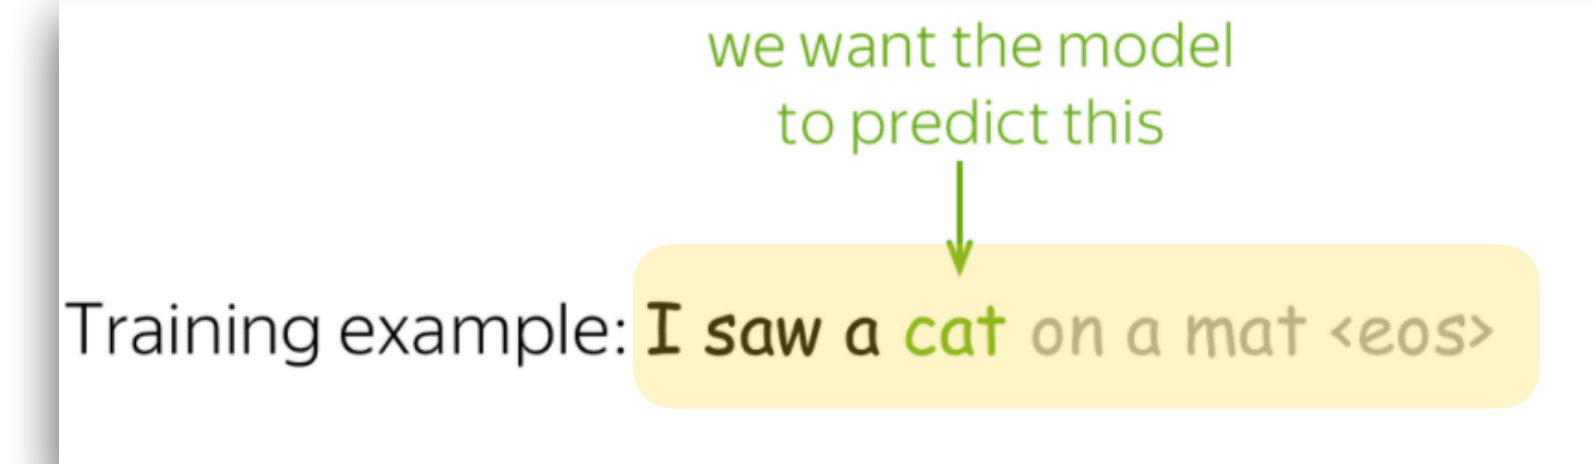 we want the model
to predict this
Training example: I saw a cat on a mat <eos>